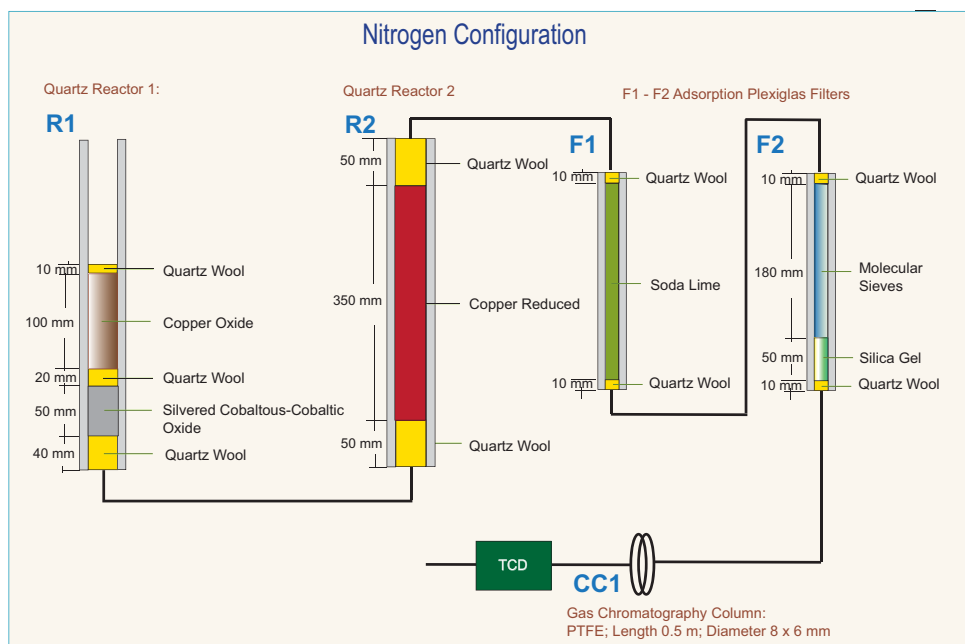 Nitrogen Configuration
Quartz Reactor 1:
R1
10 mm
Quartz Wool
100 mm
Copper Oxide
20 mm
Quartz Wool
50 mm
Silvered Cobaltous-Cobaltic
Oxide
40 mm
Quartz Wool
Quartz Reactor 2
R2
50 mm
Quartz Wool
350 mm
Copper Reduced
50 mm
Quartz Wool
F1 - F2 Adsorption Plexiglas Filters
F1
10 mm
Quartz Wool
Soda Lime
10 mm
Quartz Wool
F2
10 mm
Quartz Wool
180 mm
Molecular
Sieves
50 mm
Silica Gel
10 mm
Quartz Wool
TCD
CC1
Gas Chromatography Column:
PTFE; Length 0.5 m; Diameter 8 x 6 mm